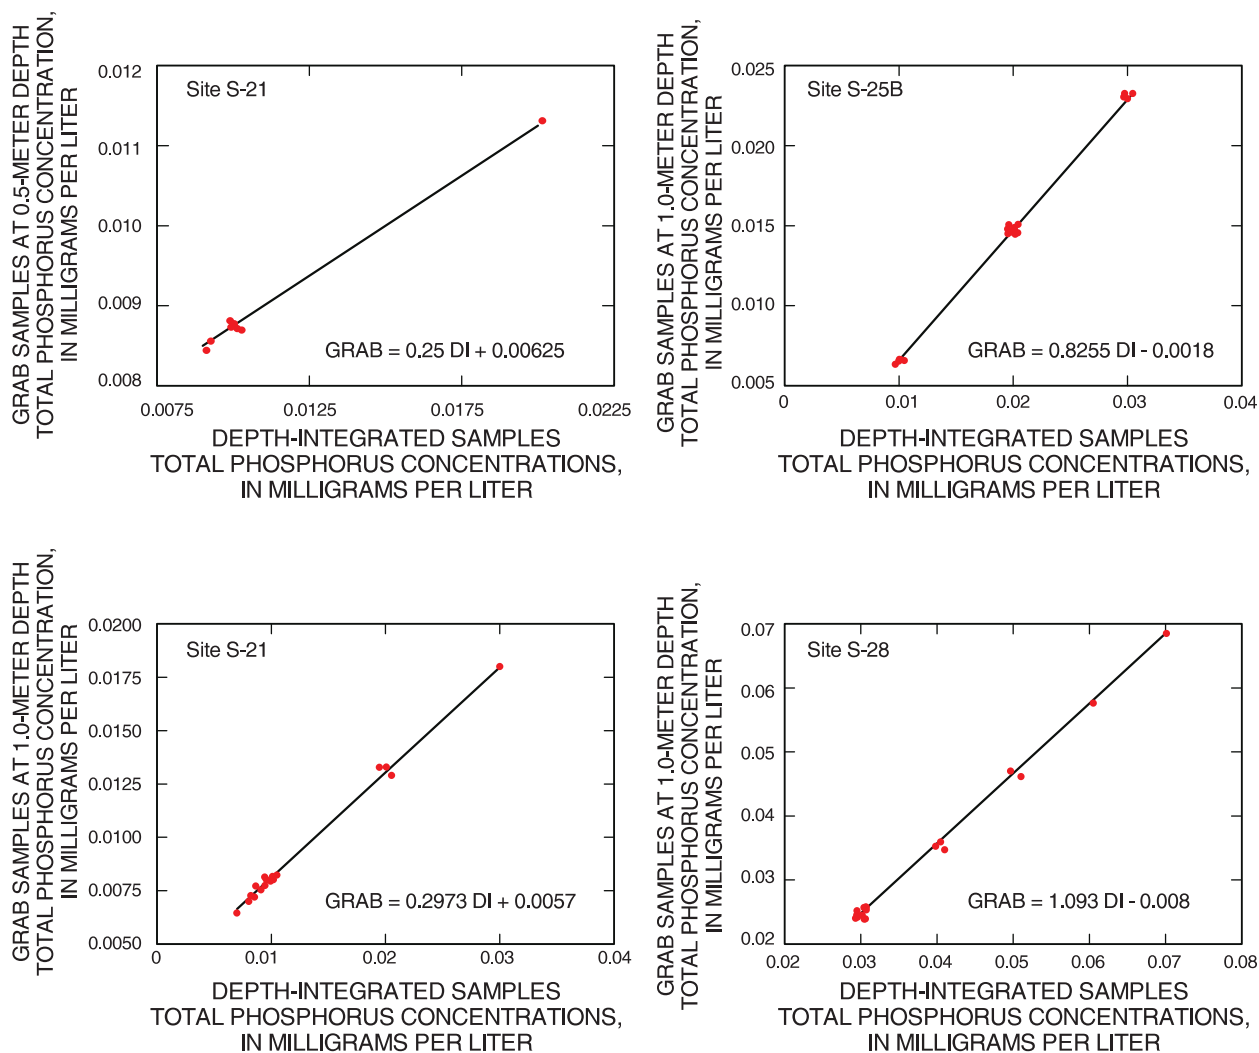 GRAB SAMPLES AT 0.5-METER DEPTH
TOTAL PHOSPHORUS CONCENTRATION,
IN MILLIGRAMS PER LITER
0.012
0.011
0.010
0.009
0.008
Site S-21
GRAB = 0.25 DI + 0.00625
0.0075
0.0125
0.0175
0.0225
DEPTH-INTEGRATED SAMPLES
TOTAL PHOSPHORUS CONCENTRATIONS,
IN MILLIGRAMS PER LITER
GRAB SAMPLES AT 1.0-METER DEPTH
TOTAL PHOSPHORUS CONCENTRATION,
IN MILLIGRAMS PER LITER
0.025
0.020
0.015
0.010
0.005
Site S-25B
GRAB = 0.8255 DI - 0.0018
0
0.01
0.02
0.03
0.04
DEPTH-INTEGRATED SAMPLES
TOTAL PHOSPHORUS CONCENTRATIONS,
IN MILLIGRAMS PER LITER
GRAB SAMPLES AT 1.0-METER DEPTH
TOTAL PHOSPHORUS CONCENTRATION,
IN MILLIGRAMS PER LITER
0.0200
0.0175
0.0150
0.0125
0.0100
0.0075
0.0050
Site S-21
GRAB = 0.2973 DI + 0.0057
0
0.01
0.02
0.03
0.04
DEPTH-INTEGRATED SAMPLES
TOTAL PHOSPHORUS CONCENTRATIONS,
IN MILLIGRAMS PER LITER
GRAB SAMPLES AT 1.0-METER DEPTH
TOTAL PHOSPHORUS CONCENTRATION,
IN MILLIGRAMS PER LITER
0.07
0.06
0.05
0.04
0.03
0.02
Site S-28
GRAB = 1.093 DI - 0.008
0.02
0.03
0.04
0.05
0.06
0.07
0.08
DEPTH-INTEGRATED SAMPLES
TOTAL PHOSPHORUS CONCENTRATIONS,
IN MILLIGRAMS PER LITER